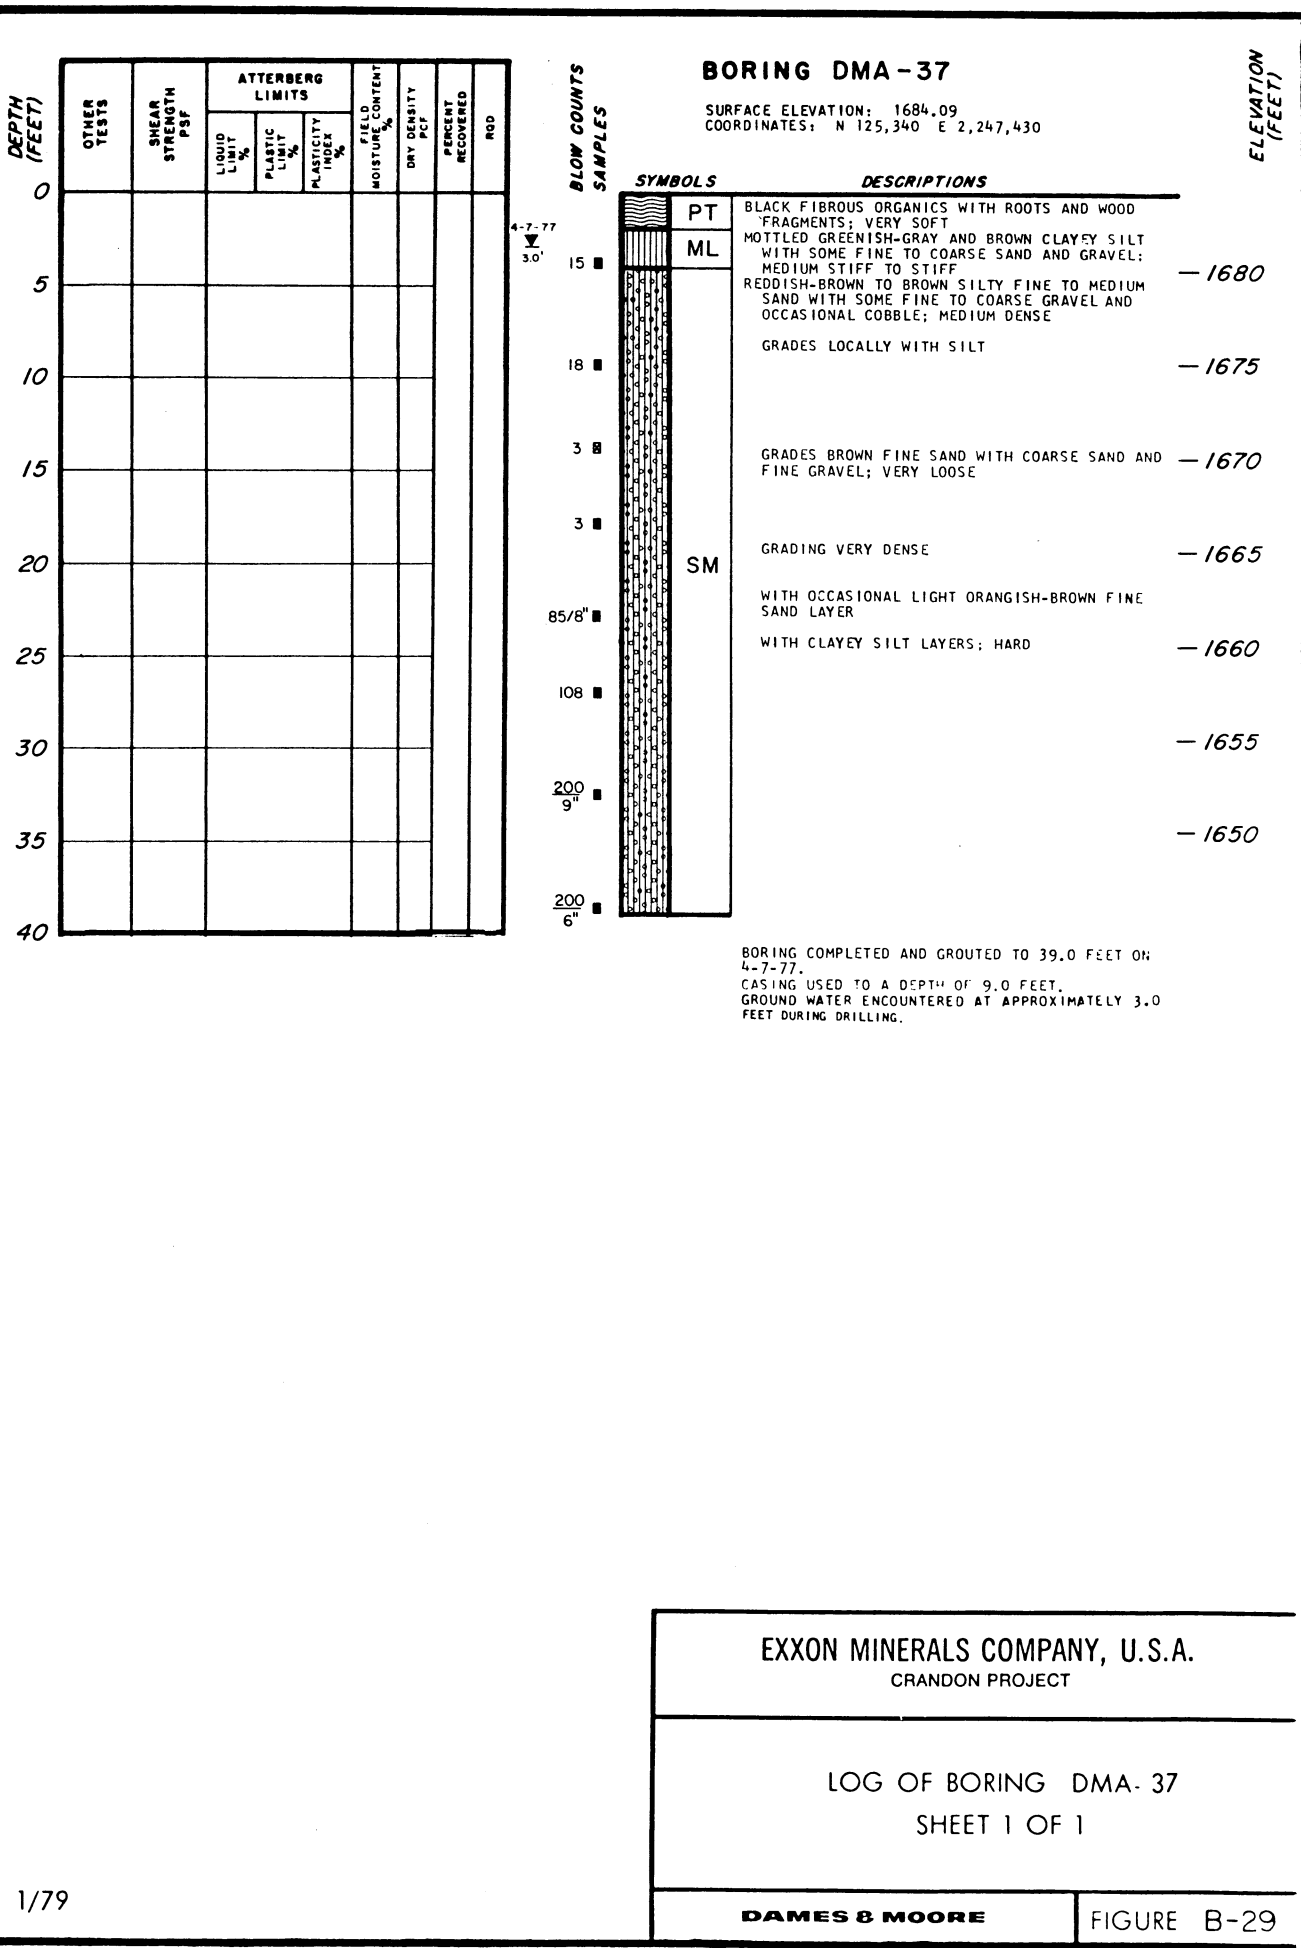 BORING DMA-37
SURFACE ELEVATION: 1684.09
COORDINATES: N 125,340 E 2,247,430
DEPTH
(FEET)
OTHER
TESTS
SHEAR
STRENGTH
PSF
ATTERBERG
LIMITS
LIQUID
LIMIT
%
PLASTIC
LIMIT
%
PLASTICITY
INDEX
%
FIELD
MOISTURE CONTENT
%
DRY DENSITY
PCF
PERCENT
RECOVERED
RQD
BLOW COUNTS
SAMPLES
SYMBOLS
DESCRIPTIONS
ELEVATION
(FEET)
0
5
10
15
20
25
30
35
40
4-7-77
3.0'
15
18
3
3
85/8"
108
200
9"
200
6"
PT
ML
SM
BLACK FIBROUS ORGANICS WITH ROOTS AND WOOD
FRAGMENTS; VERY SOFT
MOTTLED GREENISH-GRAY AND BROWN CLAYEY SILT
WITH SOME FINE TO COARSE SAND AND GRAVEL;
MEDIUM STIFF TO STIFF
REDDISH-BROWN TO BROWN SILTY FINE TO MEDIUM
SAND WITH SOME FINE TO COARSE GRAVEL AND
OCCASIONAL COBBLE; MEDIUM DENSE
GRADES LOCALLY WITH SILT
GRADES BROWN FINE SAND WITH COARSE SAND AND
FINE GRAVEL; VERY LOOSE
GRADING VERY DENSE
WITH OCCASIONAL LIGHT ORANGISH-BROWN FINE
SAND LAYER
WITH CLAYEY SILT LAYERS; HARD
— 1680
— 1675
— 1670
— 1665
— 1660
— 1655
— 1650
BORING COMPLETED AND GROUTED TO 39.0 FEET ON
4-7-77.
CASING USED TO A DEPTH OF 9.0 FEET.
GROUND WATER ENCOUNTERED AT APPROXIMATELY 3.0
FEET DURING DRILLING.
EXXON MINERALS COMPANY, U.S.A.
CRANDON PROJECT
LOG OF BORING DMA-37
SHEET 1 OF 1
1/79
DAMES & MOORE
FIGURE B-29